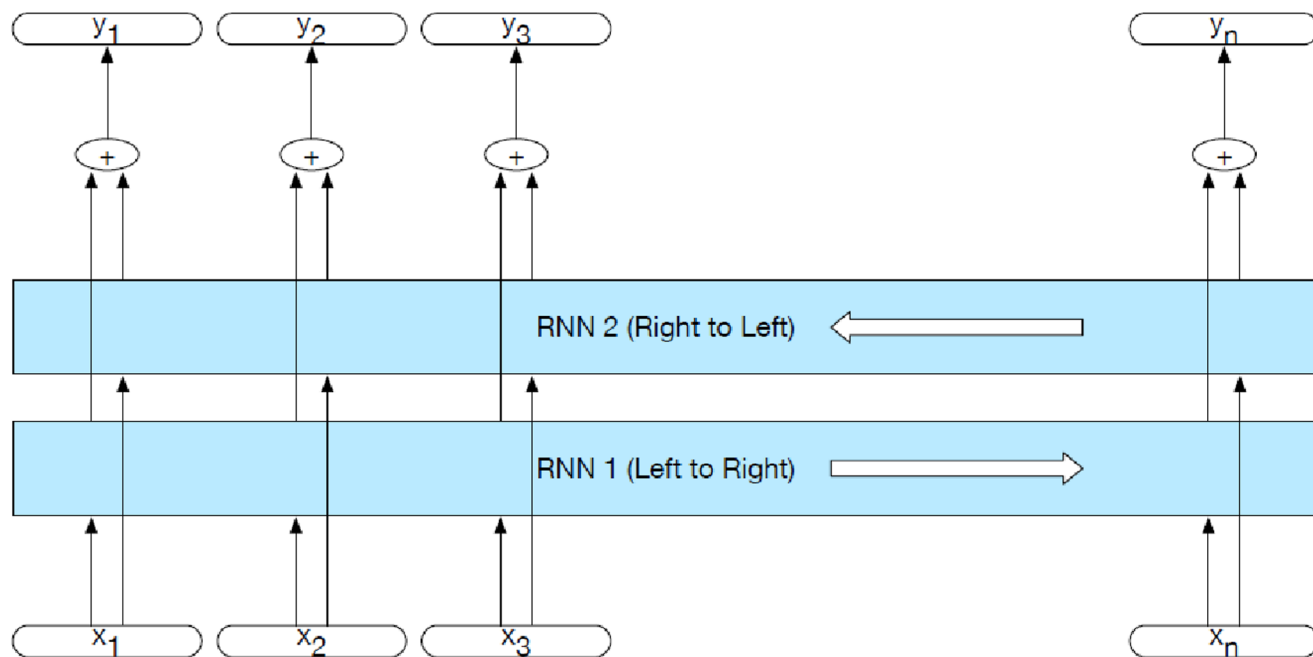 y1 y2 y3 yn
+ + + +
RNN 2 (Right to Left)
RNN 1 (Left to Right)
x1 x2 x3 xn